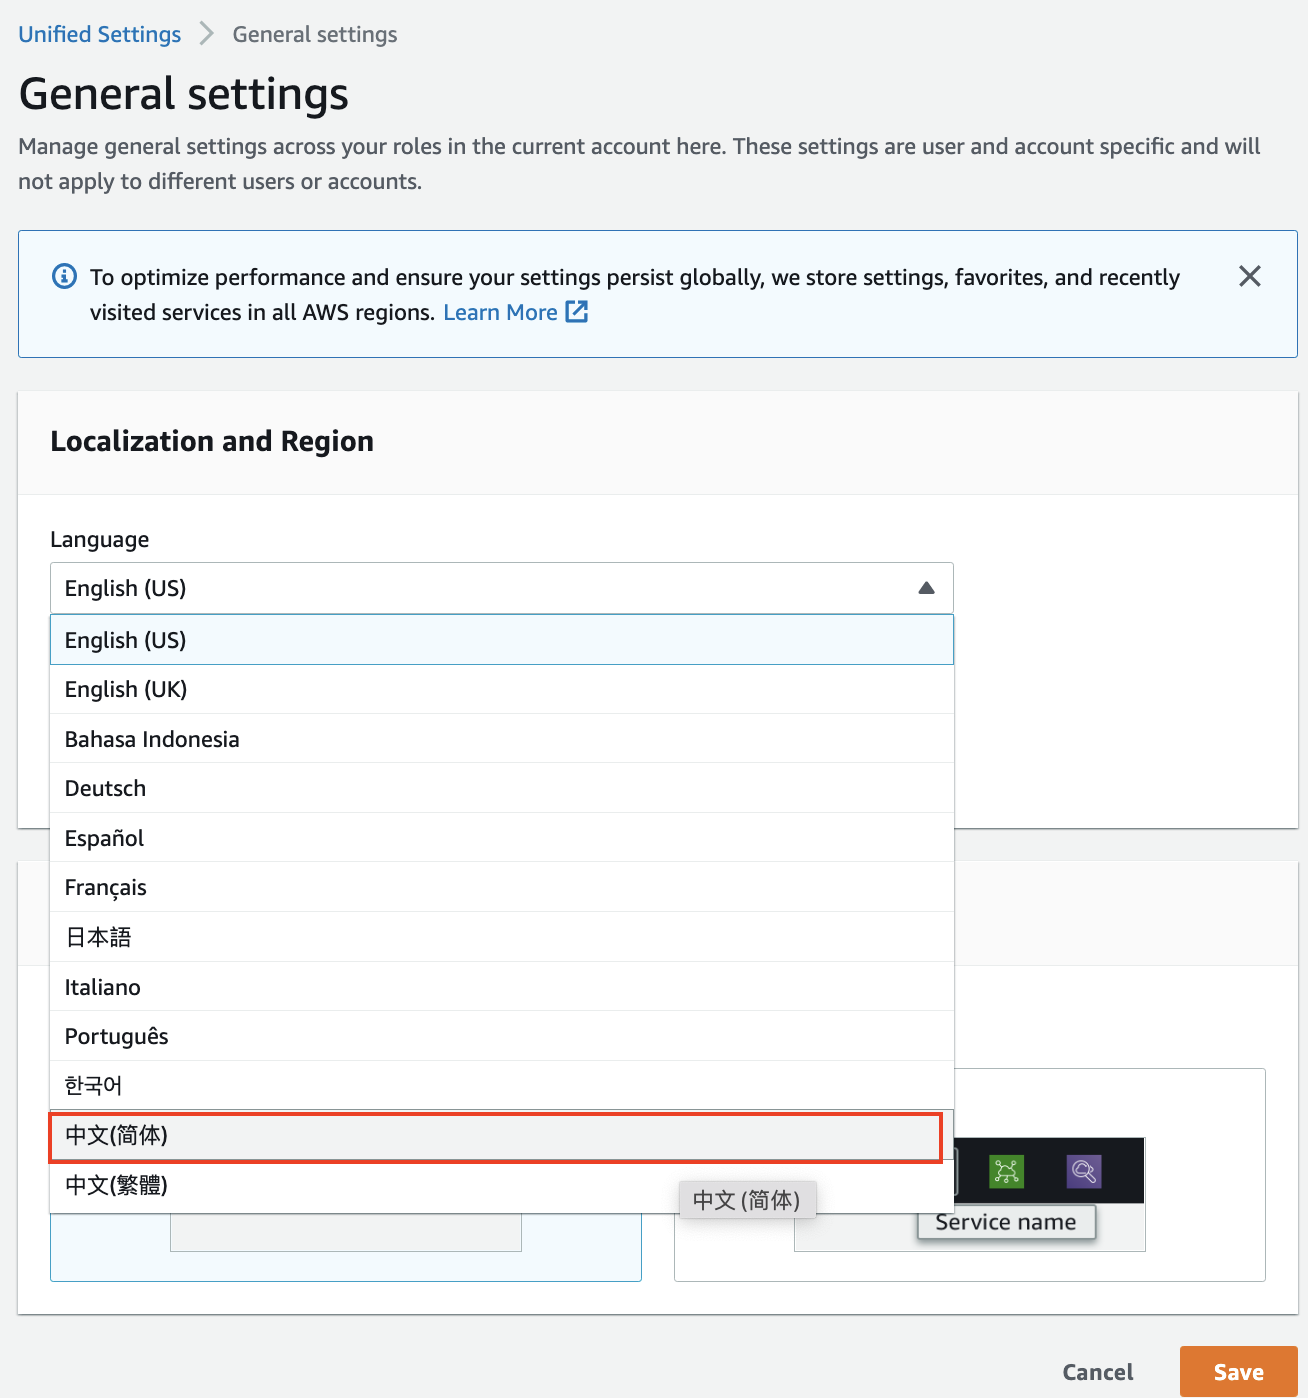 Unified Settings
General settings
General settings
Manage general settings across your roles in the current account here. These settings are user and account specific and will
not apply to different users or accounts.
To optimize performance and ensure your settings persist globally, we store settings, favorites, and recently
visited services in all AWS regions. Learn More
Localization and Region
Language
English (US)
English (US)
English (UK)
Bahasa Indonesia
Deutsch
Español
Français
日本語
Italiano
Português
한국어
中文(简体)
中文(繁體)
中文 (简体)
Service name
Cancel
Save